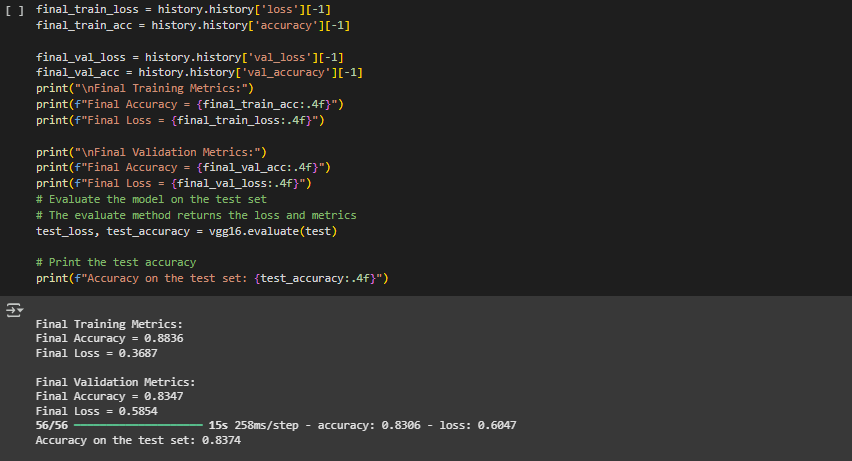 [ ] final_train_loss = history.history['loss'][-1]
final_train_acc = history.history['accuracy'][-1]
final_val_loss = history.history['val_loss'][-1]
final_val_acc = history.history['val_accuracy'][-1]
print("\nFinal Training Metrics:")
print(f"Final Accuracy = {final_train_acc:.4f}")
print(f"Final Loss = {final_train_loss:.4f}")
print("\nFinal Validation Metrics:")
print(f"Final Accuracy = {final_val_acc:.4f}")
print(f"Final Loss = {final_val_loss:.4f}")
# Evaluate the model on the test set
# The evaluate method returns the loss and metrics
test_loss, test_accuracy = vgg16.evaluate(test)
# Print the test accuracy
print(f"Accuracy on the test set: {test_accuracy:.4f}")
Final Training Metrics:
Final Accuracy = 0.8836
Final Loss = 0.3687
Final Validation Metrics:
Final Accuracy = 0.8347
Final Loss = 0.5854
56/56 ━━━━━━━━━━━━━━━━━━━━ 15s 258ms/step - accuracy: 0.8306 - loss: 0.6047
Accuracy on the test set: 0.8374